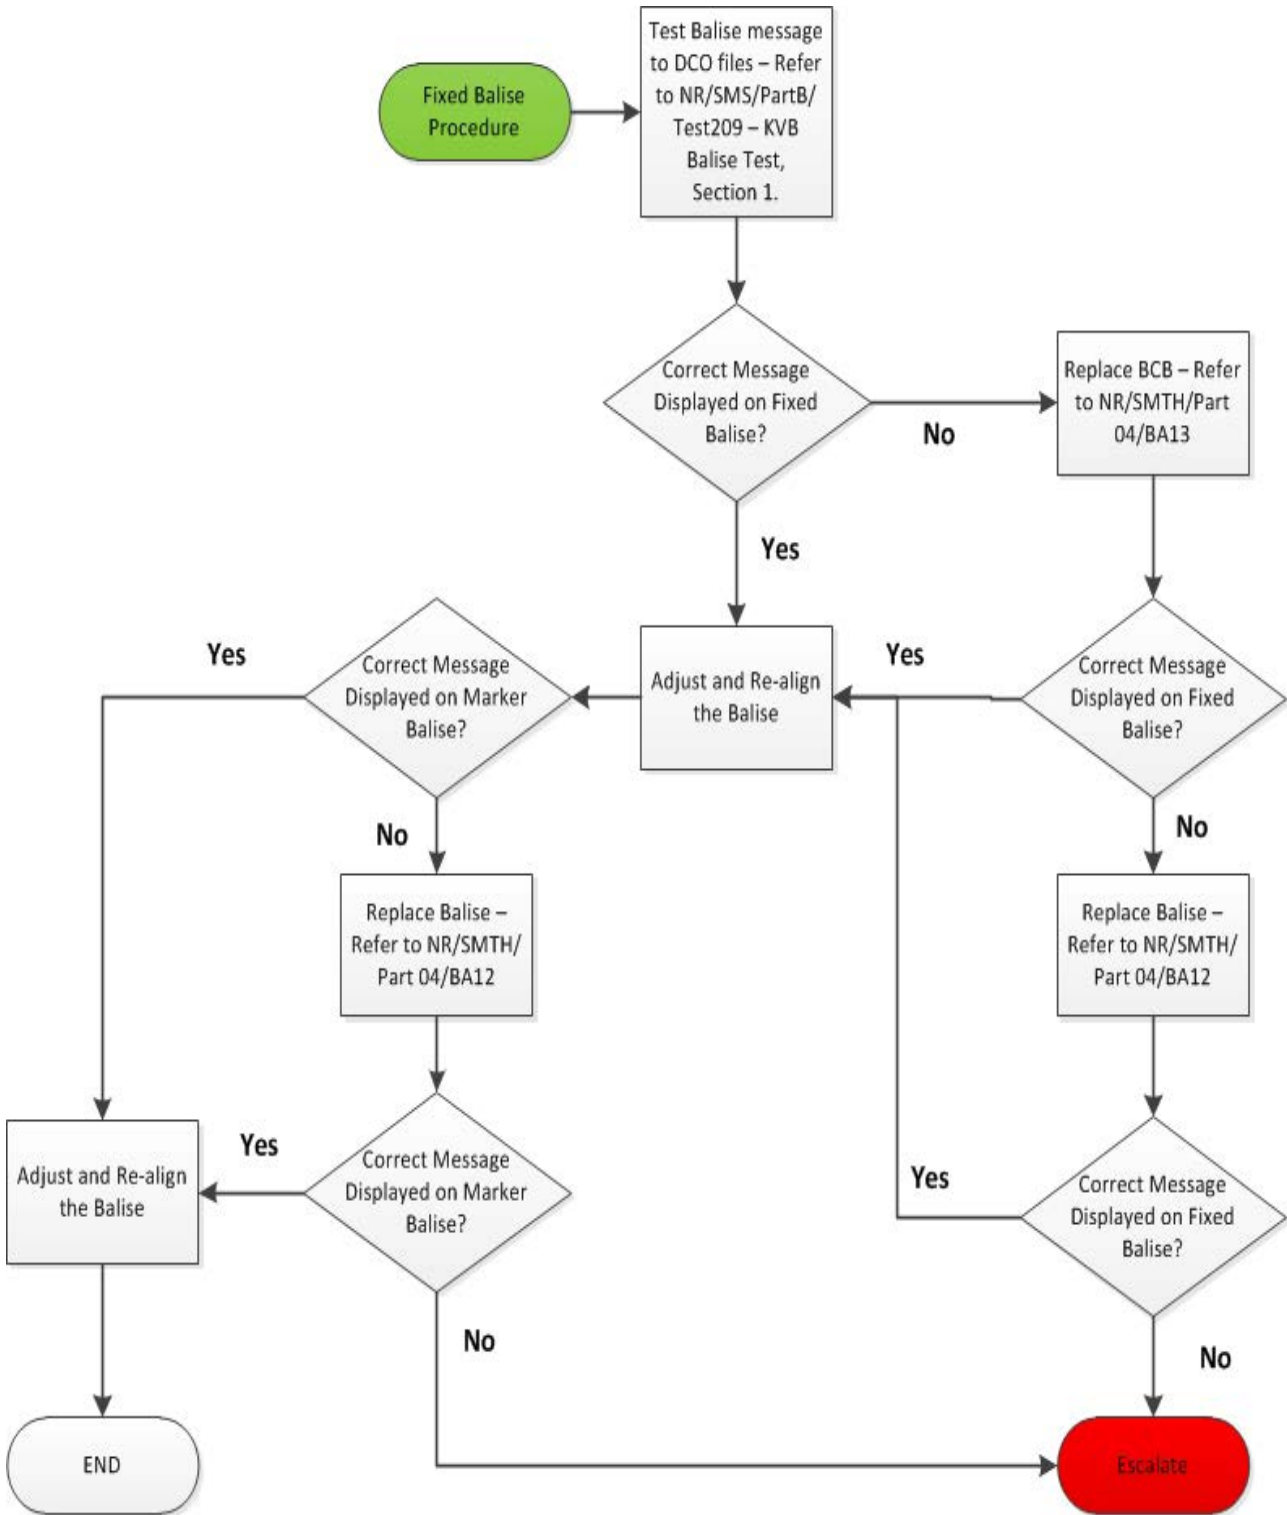 Test Balise message
to DCO files – Refer
to NR/SMS/PartB/
Test209 – KVB
Balise Test,
Section 1.
Fixed Balise
Procedure
Correct Message
Displayed on Fixed
Balise?
No
Replace BCB – Refer
to NR/SMTH/Part
04/BA13
Yes
Yes
Correct Message
Displayed on Marker
Balise?
Adjust and Re-align
the Balise
Yes
Correct Message
Displayed on Fixed
Balise?
No
No
Replace Balise –
Refer to NR/SMTH/
Part 04/BA12
Replace Balise –
Refer to NR/SMTH/
Part 04/BA12
Adjust and Re-align
the Balise
Yes
Correct Message
Displayed on Marker
Balise?
Yes
Correct Message
Displayed on Fixed
Balise?
No
No
END
Escalate